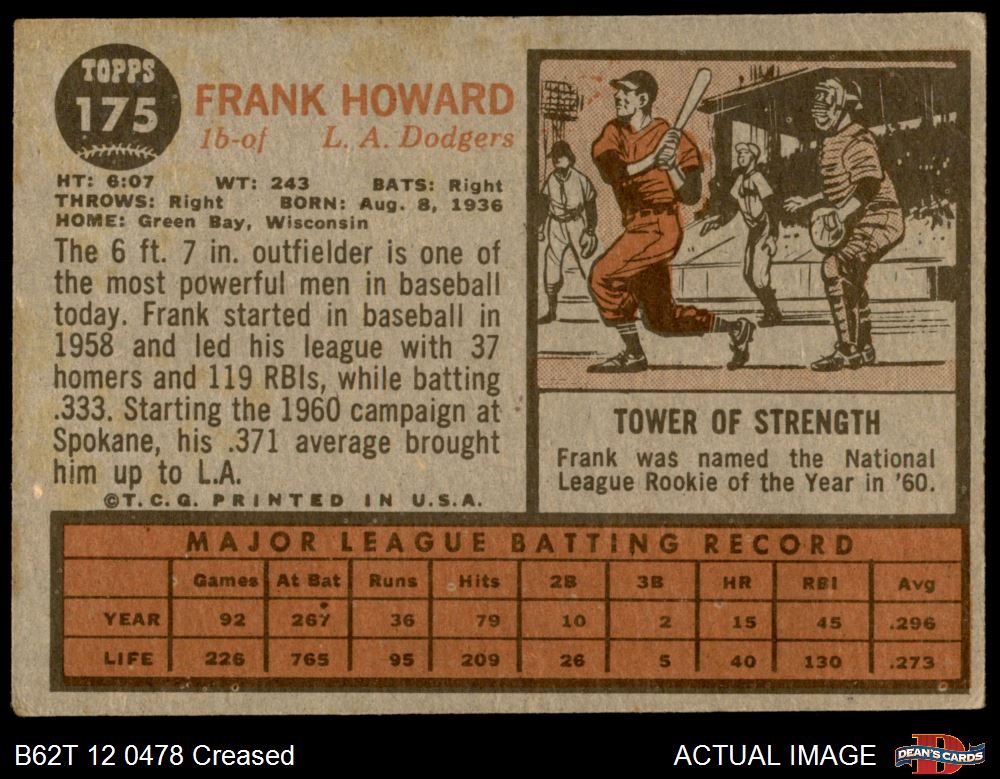 TOPPS
175
FRANK HOWARD
1b-of L. A. Dodgers
HT: 6:07 WT: 243 BATS: Right
THROWS: Right BORN: Aug. 8, 1936
HOME: Green Bay, Wisconsin
The 6 ft. 7 in. outfielder is one of
the most powerful men in baseball
today. Frank started in baseball in
1958 and led his league with 37
homers and 119 RBIs, while batting
.333. Starting the 1960 campaign at
Spokane, his .371 average brought
him up to L.A.
©T.C.G. PRINTED IN U.S.A.
TOWER OF STRENGTH
Frank was named the National
League Rookie of the Year in '60.
MAJOR LEAGUE BATTING RECORD
Games At Bat Runs Hits 2B 3B HR RBI Avg
YEAR 92 267 36 79 10 2 15 45 .296
LIFE 226 765 95 209 26 5 40 130 .273
B62T 12 0478 Creased
ACTUAL IMAGE
DEAN'S CARDS